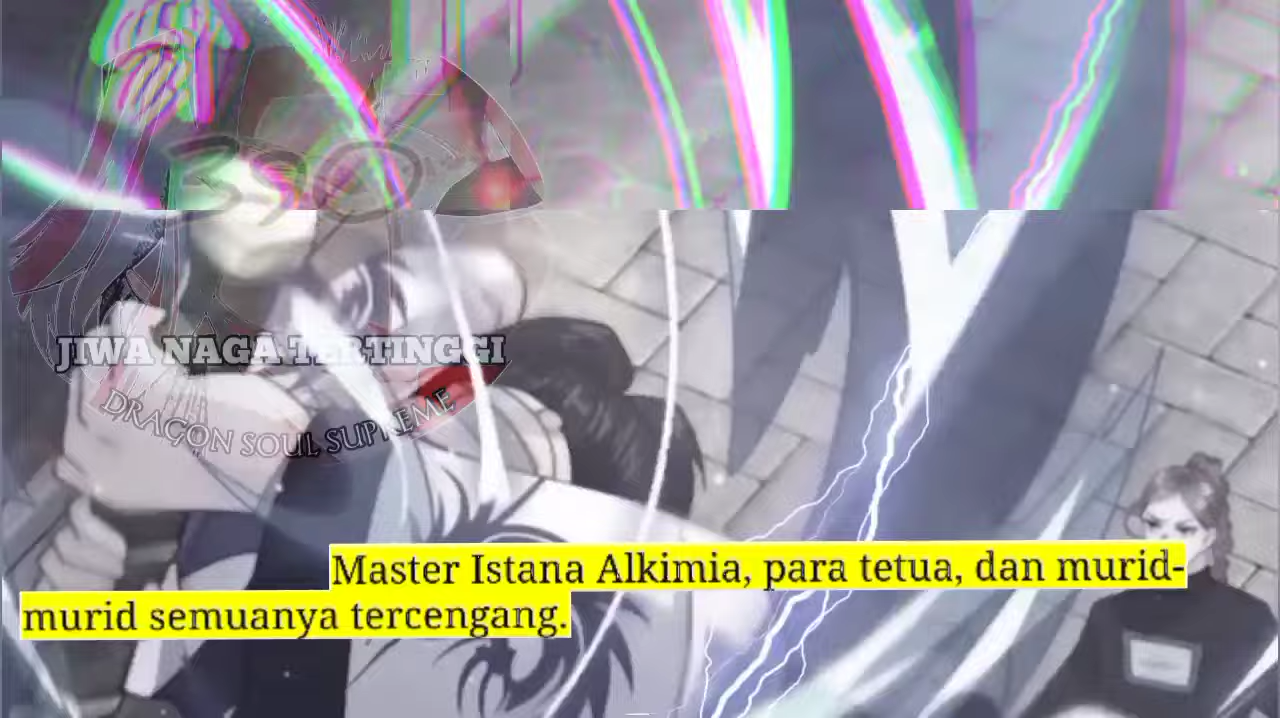 JIWA NAGA TERTINGGI
DRAGON SOUL SUPREME
Master Istana Alkimia, para tetua, dan murid-
murid semuanya tercengang.